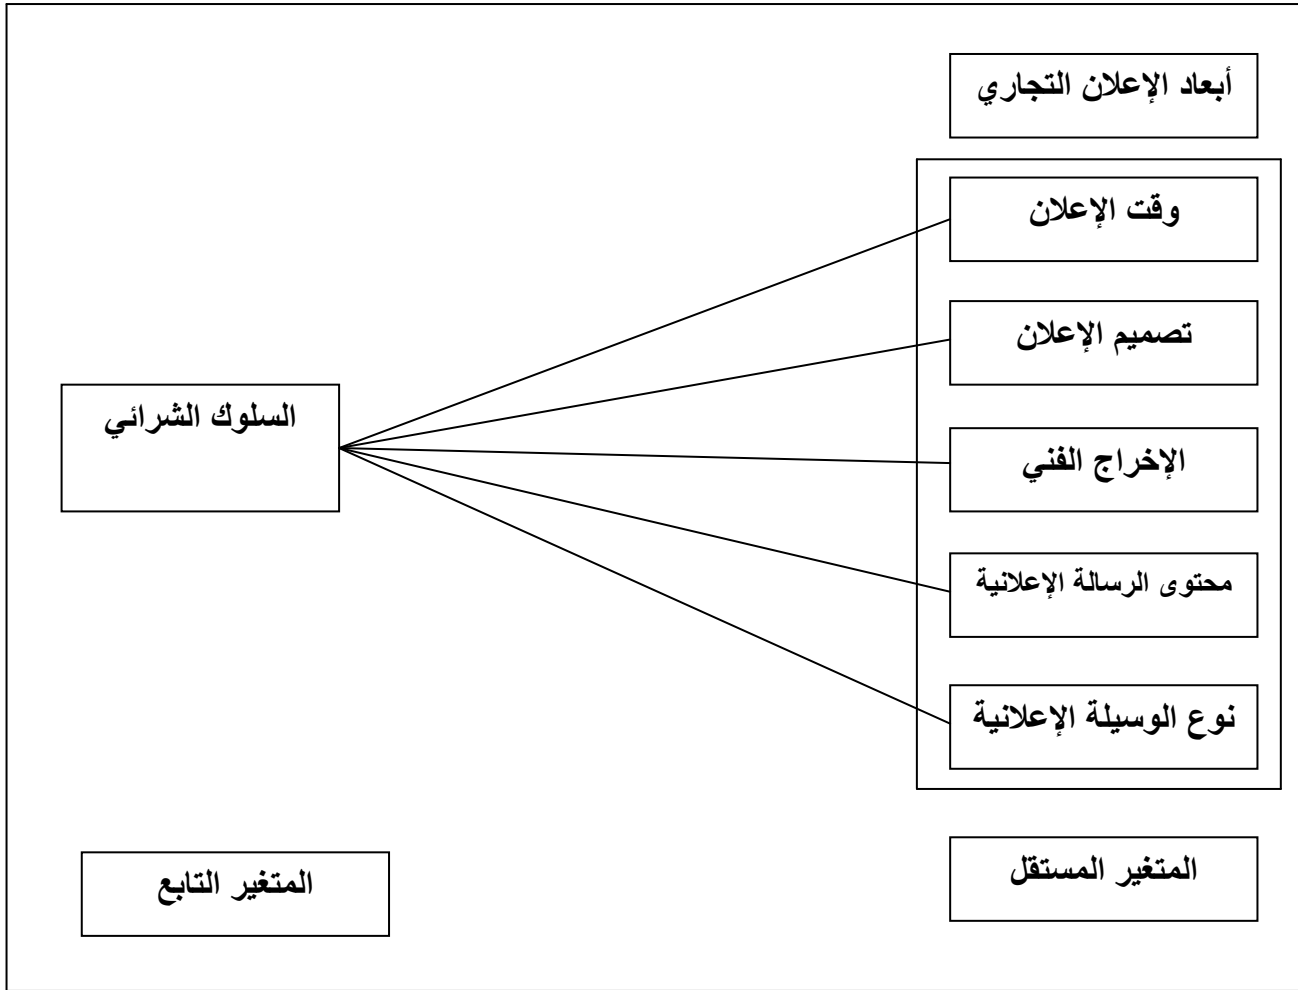 أبعاد الإعلان التجاري
وقت الإعلان
تصميم الإعلان
السلوك الشرائي
الإخراج الفني
محتوى الرسالة الإعلانية
نوع الوسيلة الإعلانية
المتغير المستقل
المتغير التابع